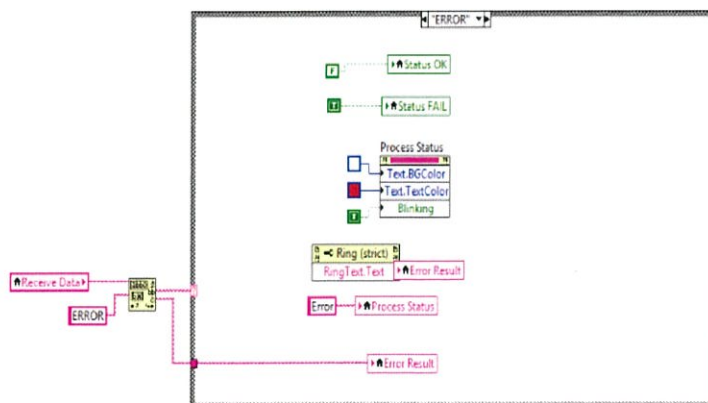 "ERROR"
F
Status OK
T
Status FAIL
Process Status
Text.BGColor
Text.TextColor
T
Blinking
Ring (strict)
RingText.Text
Error Result
Receive Data
ERROR
Error
Process Status
Error Result